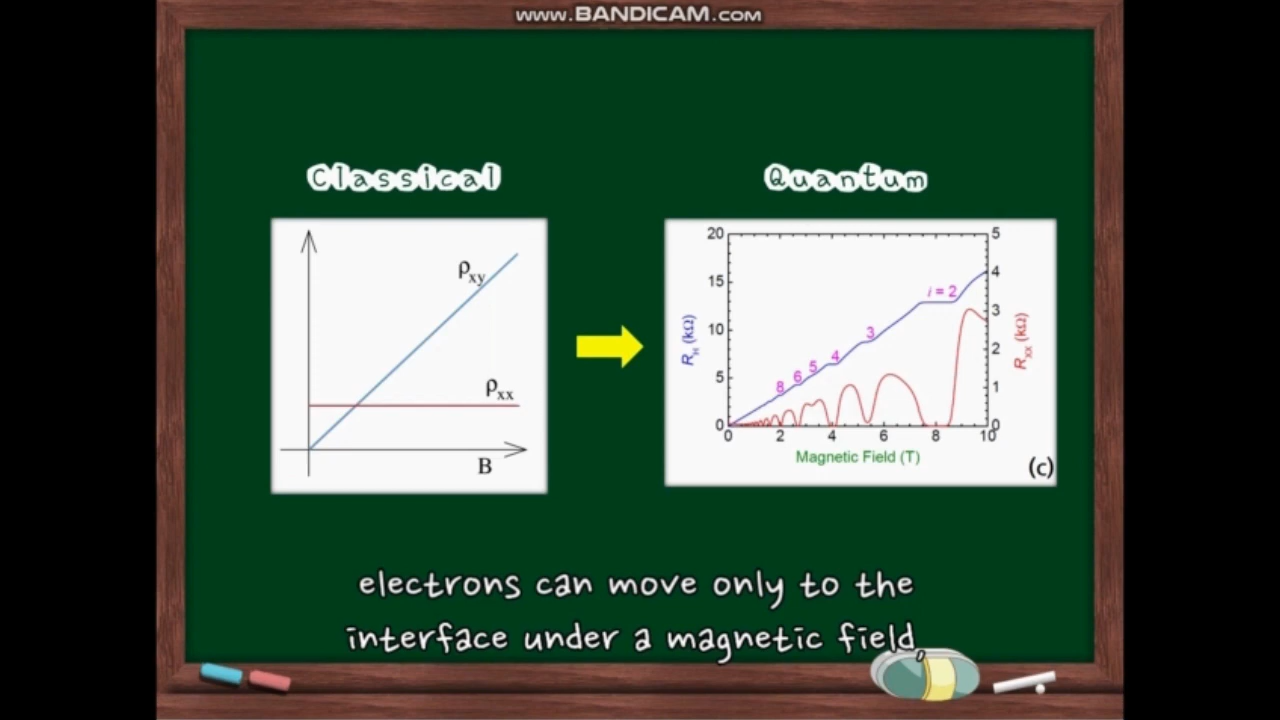 www.BANDICAM.com
Classical
Quantum
ρxy
ρxx
B
20
15
10
5
0
RH (kΩ)
i = 2
3
4
5
6
8
5
4
3
2
1
0
Rxx (kΩ)
0 2 4 6 8 10
Magnetic Field (T)
(c)
electrons can move only to the
interface under a magnetic field,